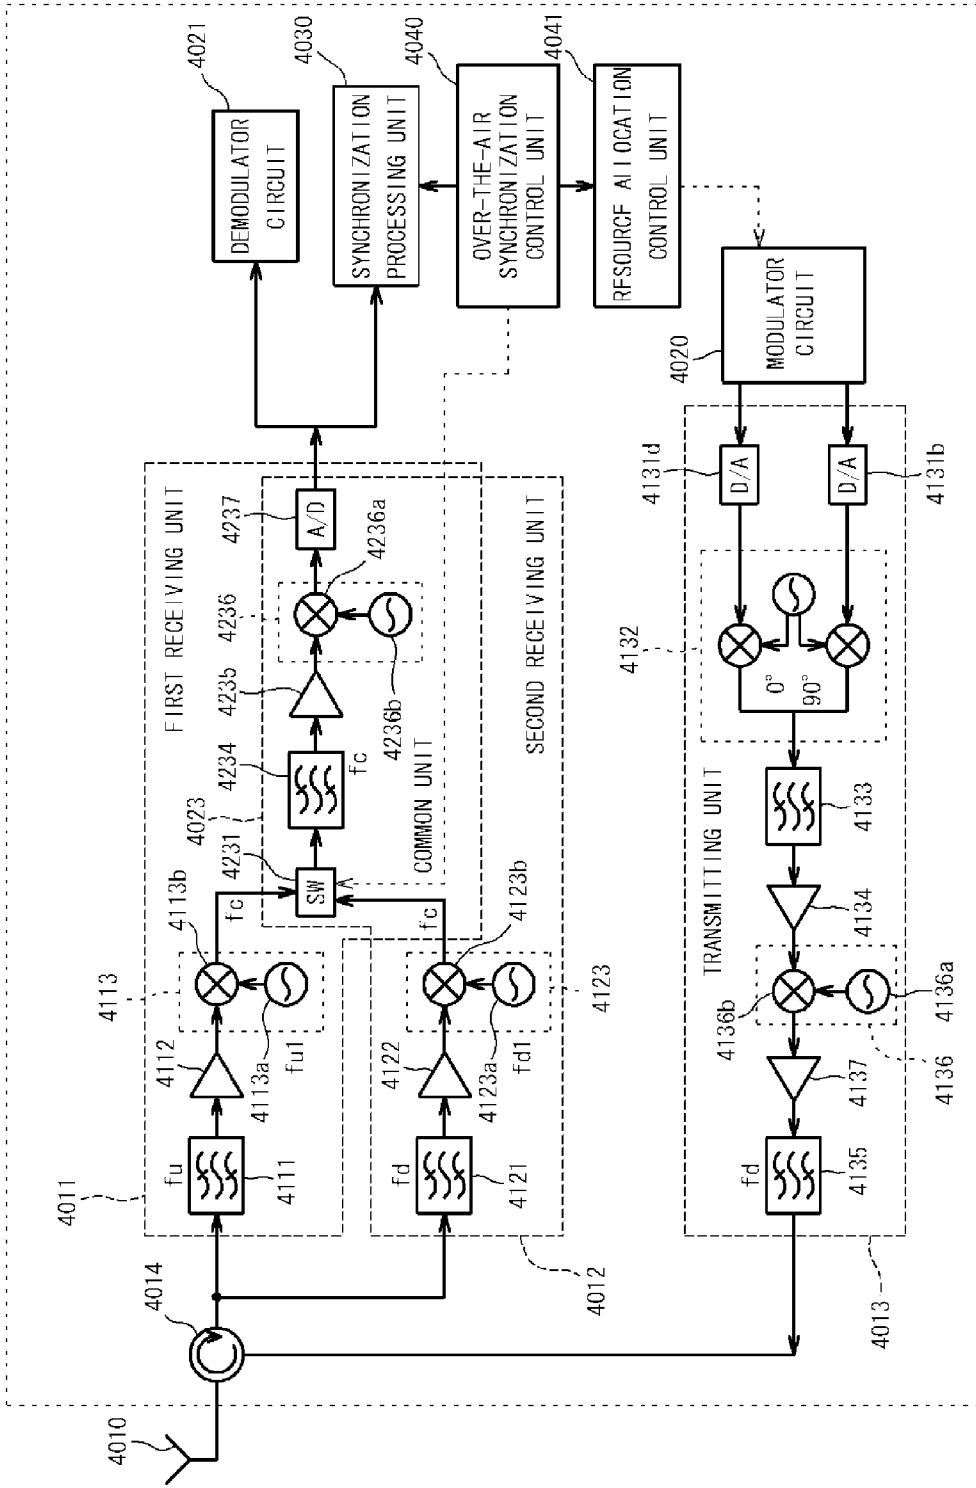 4010
4014
4011
fu
4111
4112
4113
4113a
fu1
4113b
fc
FIRST RECEIVING UNIT
4023
4231
SW
4234
fc
4235
4236
4236a
4236b
4237
A/D
COMMON UNIT
4021
DEMODULATOR
CIRCUIT
4030
SYNCHRONIZATION
PROCESSING UNIT
4040
OVER-THE-AIR
SYNCHRONIZATION
CONTROL UNIT
4041
RFSOURCF AIIOCATION
CONTROL UNIT
4012
fd
4121
4122
4123a
fd1
4123
4123b
fc
SECOND RECEIVING UNIT
4020
MODULATOR
CIRCUIT
4131d
D/A
4131b
D/A
4132
0°
90°
TRANSMITTING UNIT
4133
4134
4136b
4136a
4136
4137
fd
4135
4013